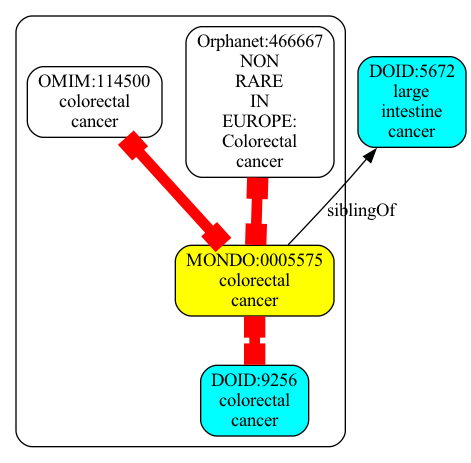 Orphanet:466667
NON
RARE
IN
EUROPE:
Colorectal
cancer
OMIM:114500
colorectal
cancer
DOID:5672
large
intestine
cancer
siblingOf
MONDO:0005575
colorectal
cancer
DOID:9256
colorectal
cancer